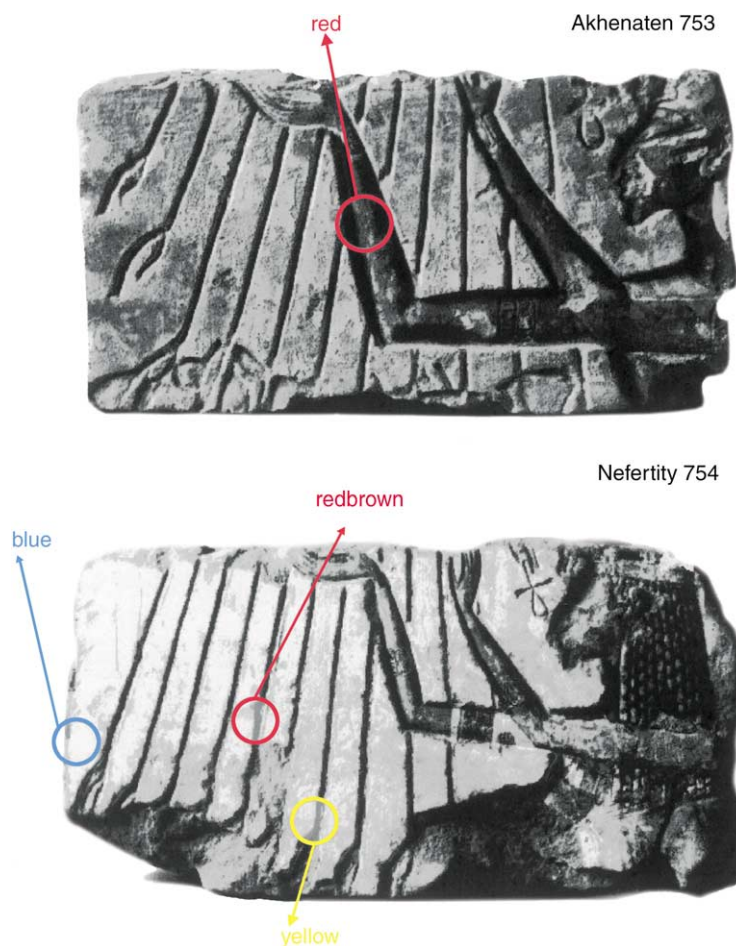 red
Akhenaten 753
Nefertity 754
redbrown
blue
yellow